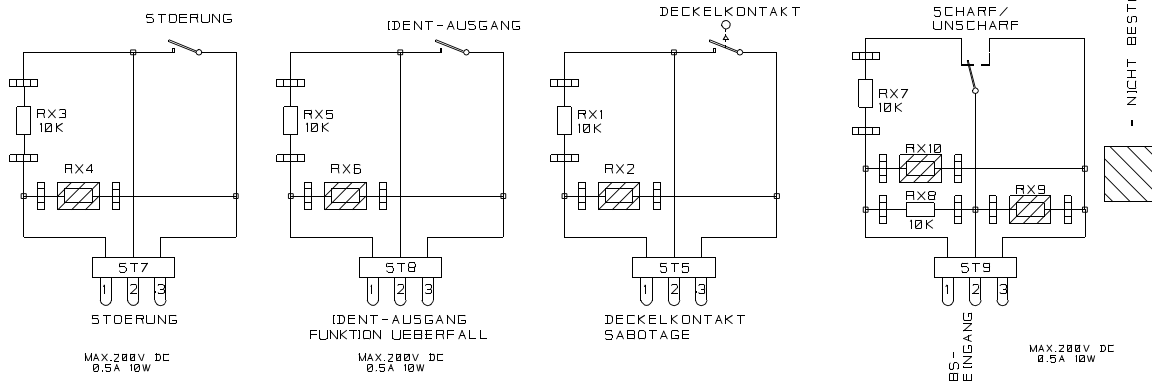 STOERUNG
RX3
10K
RX4
ST7
1 2 3
STOERUNG
MAX.200V DC
0.5A 10W
IDENT-AUSGANG
RX5
10K
RX6
ST8
1 2 3
IDENT-AUSGANG
FUNKTION UEBERFALL
MAX.200V DC
0.5A 10W
DECKELKONTAKT
RX1
10K
RX2
ST5
1 2 3
DECKELKONTAKT
SABOTAGE
SCHARF/
UNSCHARF
RX7
10K
RX10
RX8
10K
RX9
ST9
1 2 3
BS-
EINGANG
MAX.200V DC
0.5A 10W
- NICHT BEST